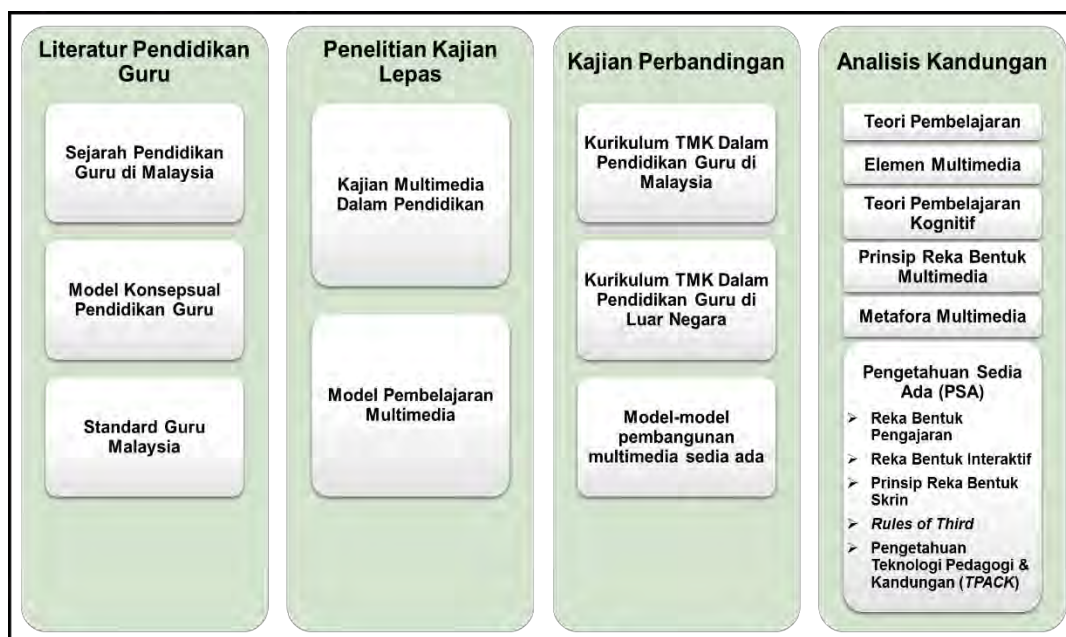 Literatur Pendidikan
Guru
Sejarah Pendidikan
Guru di Malaysia
Model Konsepsual
Pendidikan Guru
Standard Guru
Malaysia
Penelitian Kajian
Lepas
Kajian Multimedia
Dalam Pendidikan
Model Pembelajaran
Multimedia
Kajian Perbandingan
Kurikulum TMK Dalam
Pendidikan Guru di
Malaysia
Kurikulum TMK Dalam
Pendidikan Guru di
Luar Negara
Model-model
pembangunan
multimedia sedia ada
Analisis Kandungan
Teori Pembelajaran
Elemen Multimedia
Teori Pembelajaran
Kognitif
Prinsip Reka Bentuk
Multimedia
Metafora Multimedia
Pengetahuan Sedia
Ada (PSA)
➢ Reka Bentuk
Pengajaran
➢ Reka Bentuk Interaktif
➢ Prinsip Reka Bentuk
Skrin
➢ Rules of Third
➢ Pengetahuan
Teknologi Pedagogi &
Kandungan (TPACK)